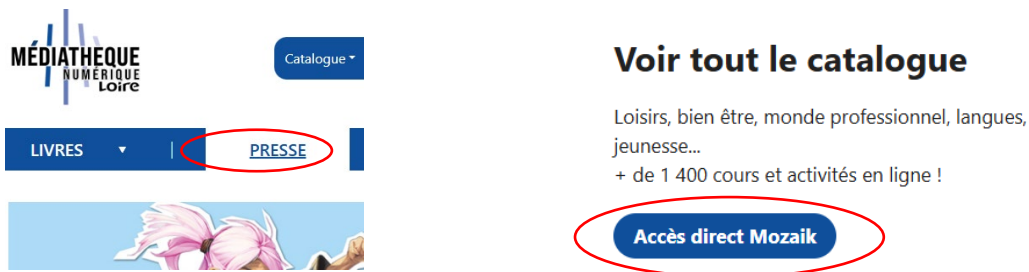 MÉDIATHEQUE
NUMÉRIQUE
Loire
Catalogue
LIVRES | PRESSE
Voir tout le catalogue
Loisirs, bien être, monde professionnel, langues,
jeunesse...
+ de 1 400 cours et activités en ligne !
Accès direct Mozaik